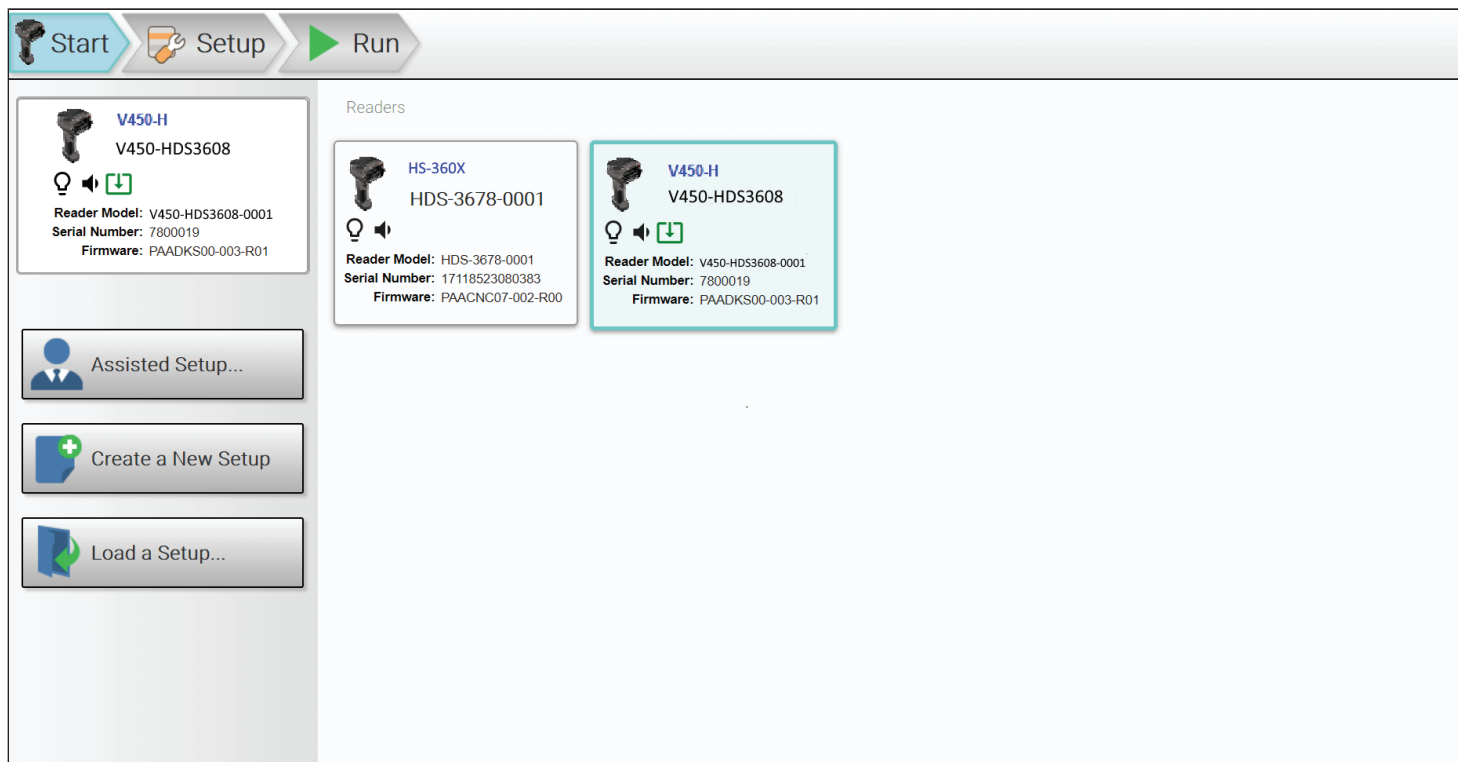 Start
Setup
Run
V450-H
V450-HDS3608
Reader Model: V450-HDS3608-0001
Serial Number: 7800019
Firmware: PAADKS00-003-R01
Assisted Setup...
Create a New Setup
Load a Setup...
Readers
HS-360X
HDS-3678-0001
Reader Model: HDS-3678-0001
Serial Number: 17118523080383
Firmware: PAACNC07-002-R00
V450-H
V450-HDS3608
Reader Model: V450-HDS3608-0001
Serial Number: 7800019
Firmware: PAADKS00-003-R01